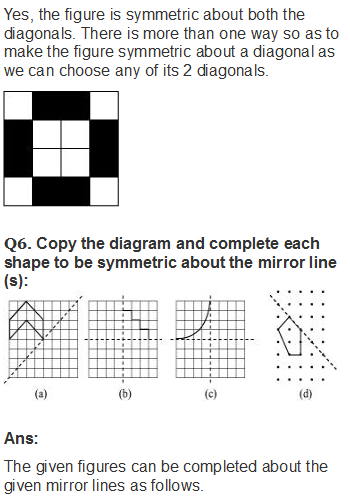 Yes, the figure is symmetric about both the
diagonals. There is more than one way so as to
make the figure symmetric about a diagonal as
we can choose any of its 2 diagonals.
Q6. Copy the diagram and complete each
shape to be symmetric about the mirror line
(s):
(a) (b) (c) (d)
Ans:
The given figures can be completed about the
given mirror lines as follows.